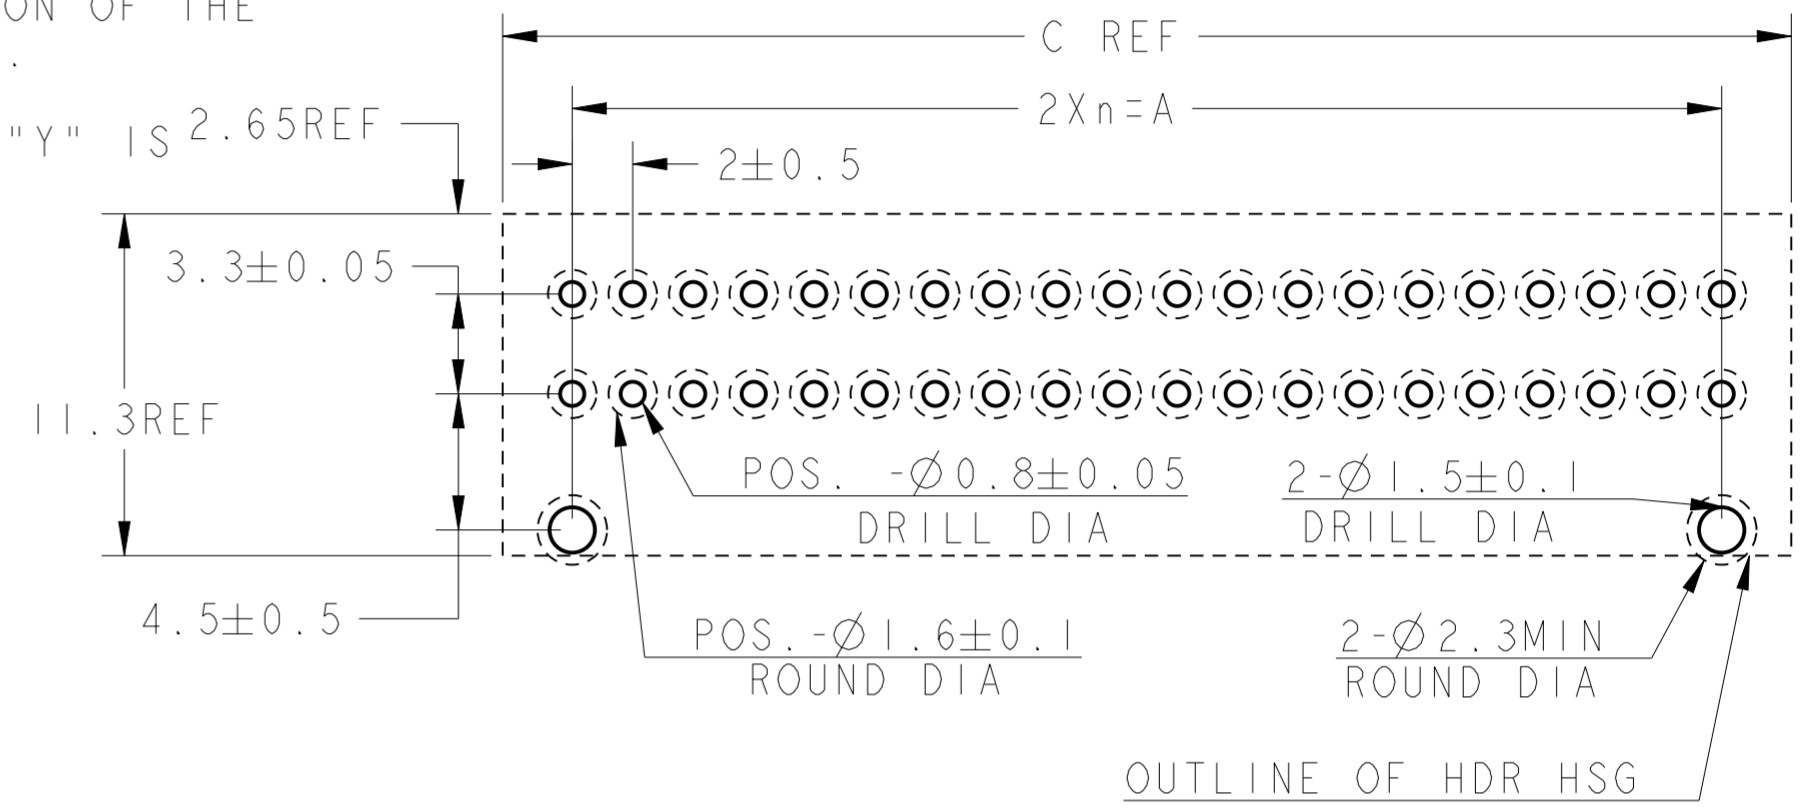 ON OF THE
.
"Y" IS
C REF
2Xn=A
2.65REF
2±0.5
3.3±0.05
11.3REF
POS. -Ø0.8±0.05
DRILL DIA
2-Ø1.5±0.1
DRILL DIA
4.5±0.5
POS.-Ø1.6±0.1
ROUND DIA
2-Ø2.3MIN
ROUND DIA
OUTLINE OF HDR HSG